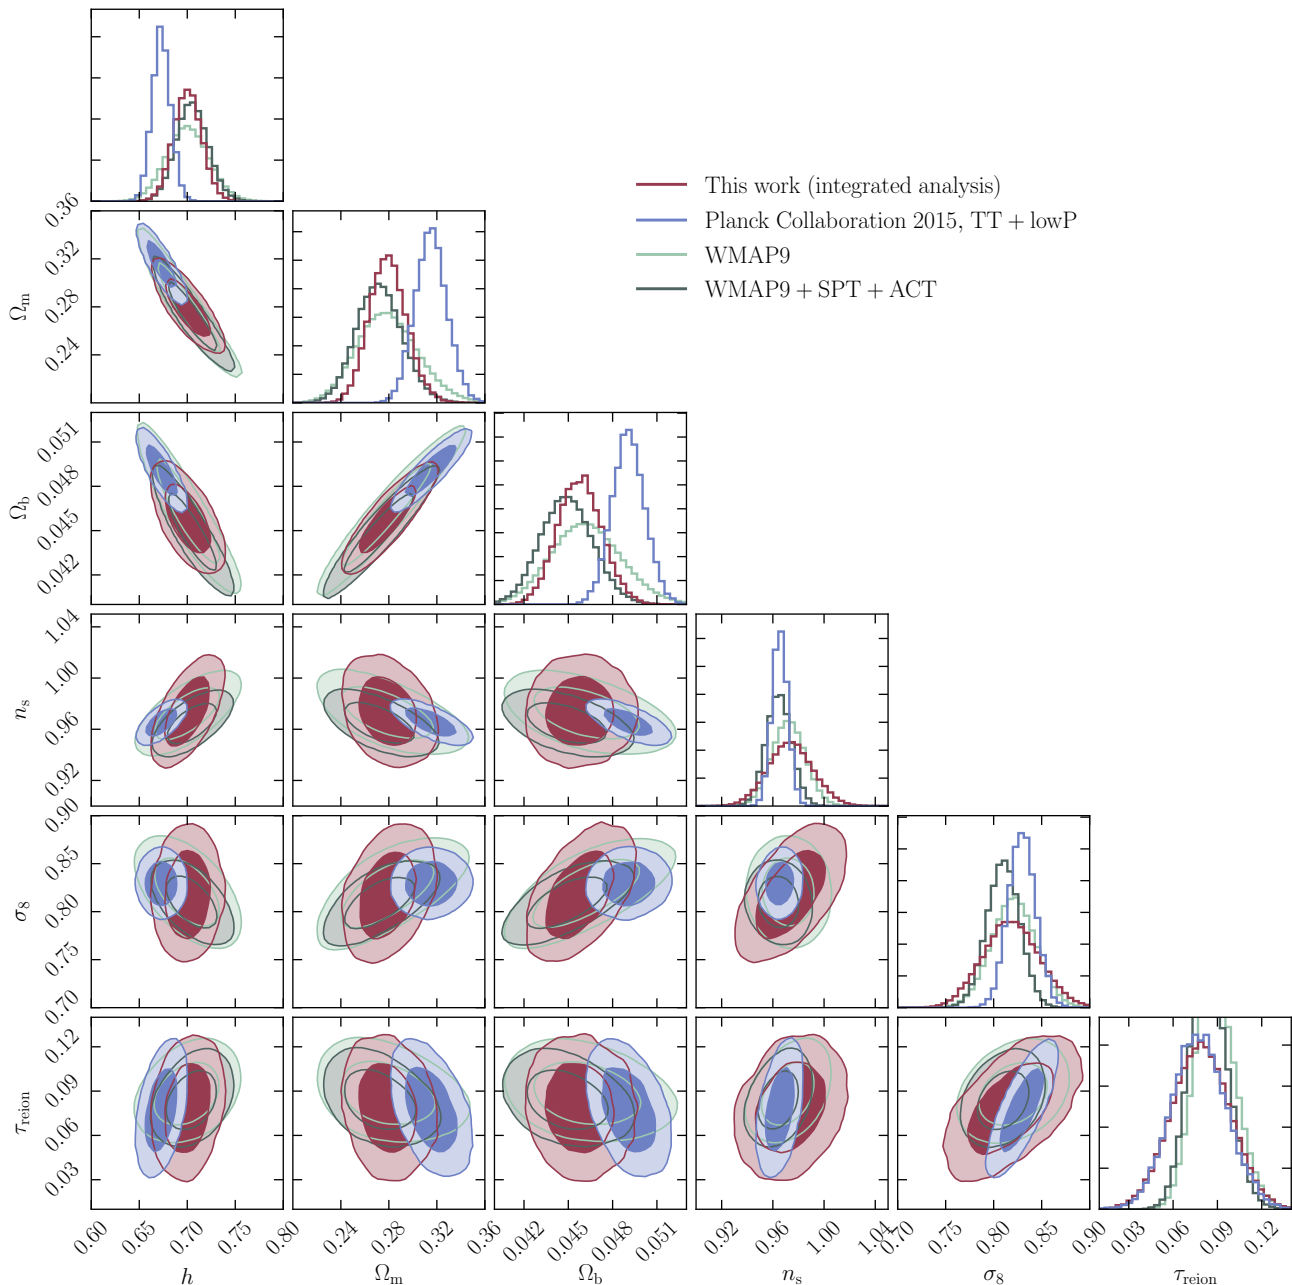 This work (integrated analysis)
Planck Collaboration 2015, TT + lowP
WMAP9
WMAP9 + SPT + ACT
0.36
0.32
0.28
0.24
Ωm
0.051
0.048
0.045
0.042
Ωb
1.04
1.00
0.96
0.92
ns
0.90
0.85
0.80
0.75
0.70
σ8
0.12
0.09
0.06
0.03
τreion
0.60 0.65 0.70 0.75 0.80 0.24 0.28 0.32 0.36 0.042 0.045 0.048 0.051 0.92 0.96 1.00 1.04 0.70 0.75 0.80 0.85 0.90 0.03 0.06 0.09 0.12
h Ωm Ωb ns σ8 τreion